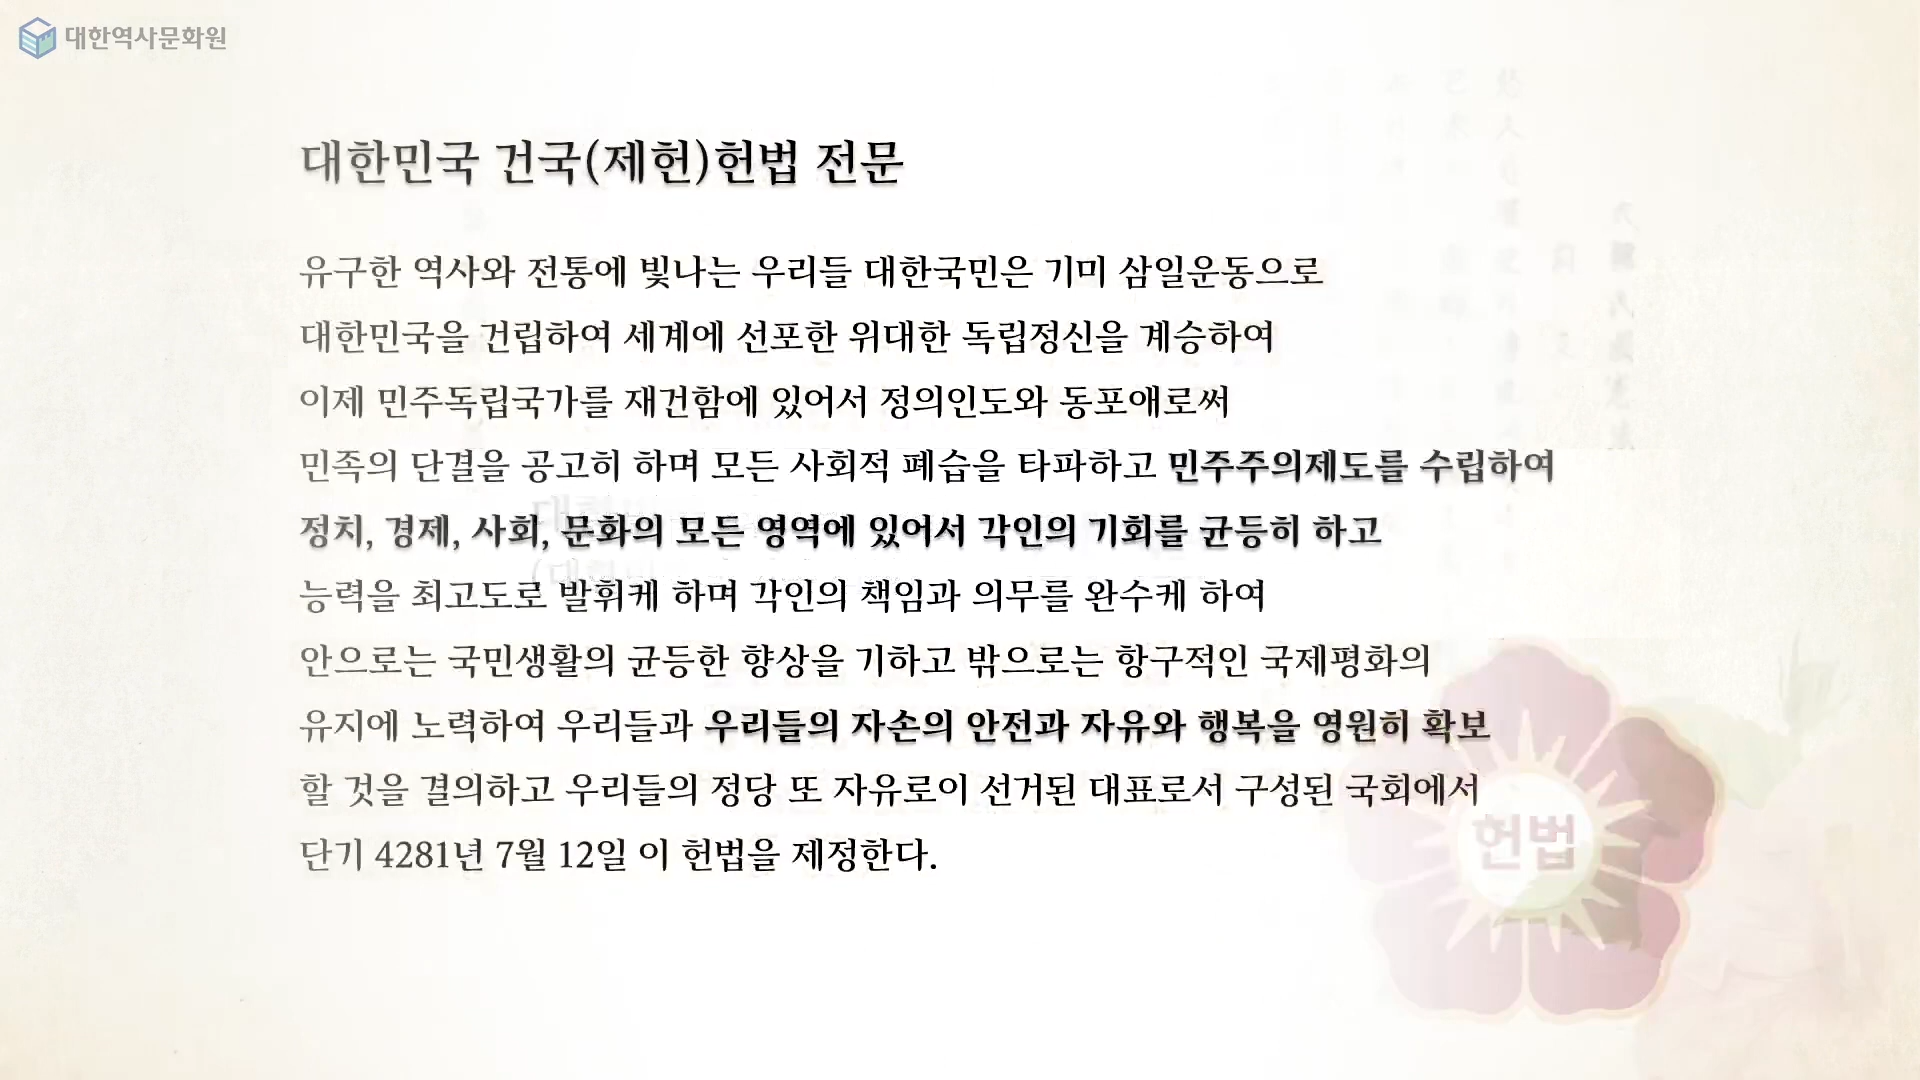 대한역사문화원
대한민국 건국(제헌)헌법 전문
유구한 역사와 전통에 빛나는 우리들 대한국민은 기미 삼일운동으로
대한민국을 건립하여 세계에 선포한 위대한 독립정신을 계승하여
이제 민주독립국가를 재건함에 있어서 정의인도와 동포애로써
민족의 단결을 공고히 하며 모든 사회적 폐습을 타파하고 민주주의제도를 수립하여
정치, 경제, 사회, 문화의 모든 영역에 있어서 각인의 기회를 균등히 하고
능력을 최고도로 발휘케 하며 각인의 책임과 의무를 완수케 하여
안으로는 국민생활의 균등한 향상을 기하고 밖으로는 항구적인 국제평화의
유지에 노력하여 우리들과 우리들의 자손의 안전과 자유와 행복을 영원히 확보
할 것을 결의하고 우리들의 정당 또 자유로이 선거된 대표로서 구성된 국회에서
단기 4281년 7월 12일 이 헌법을 제정한다.
헌법